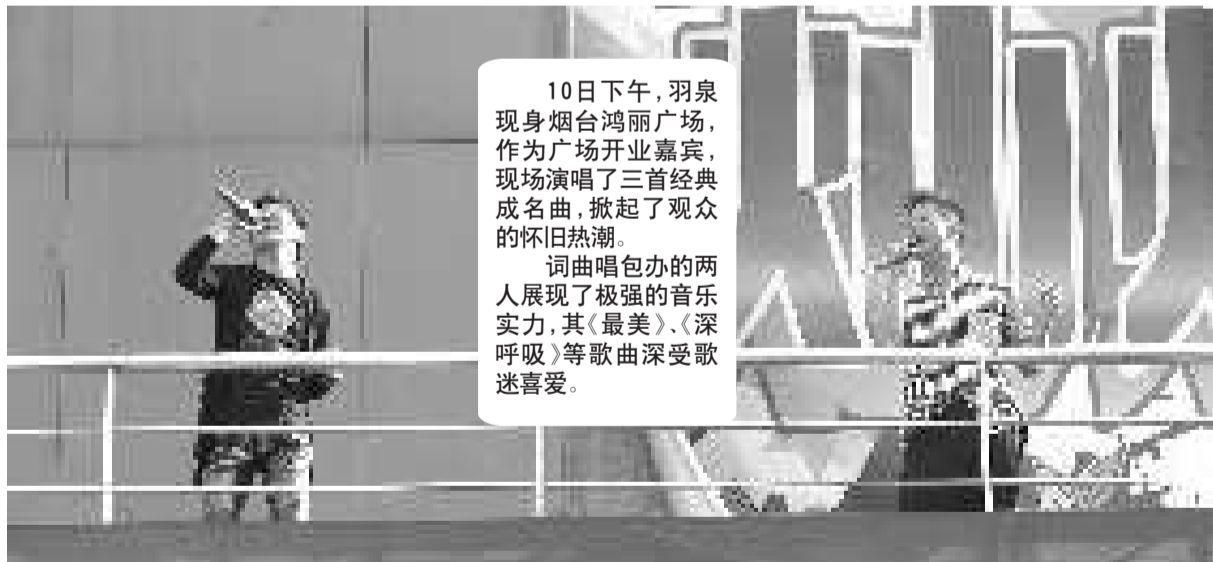 10日下午，羽泉
现身烟台鸿丽广场，
作为广场开业嘉宾，
现场演唱了三首经典
成名曲，掀起了观众
的怀旧热潮。
词曲唱包办的两
人展现了极强的音乐
实力，其《最美》、《深
呼吸》等歌曲深受歌
迷喜爱。